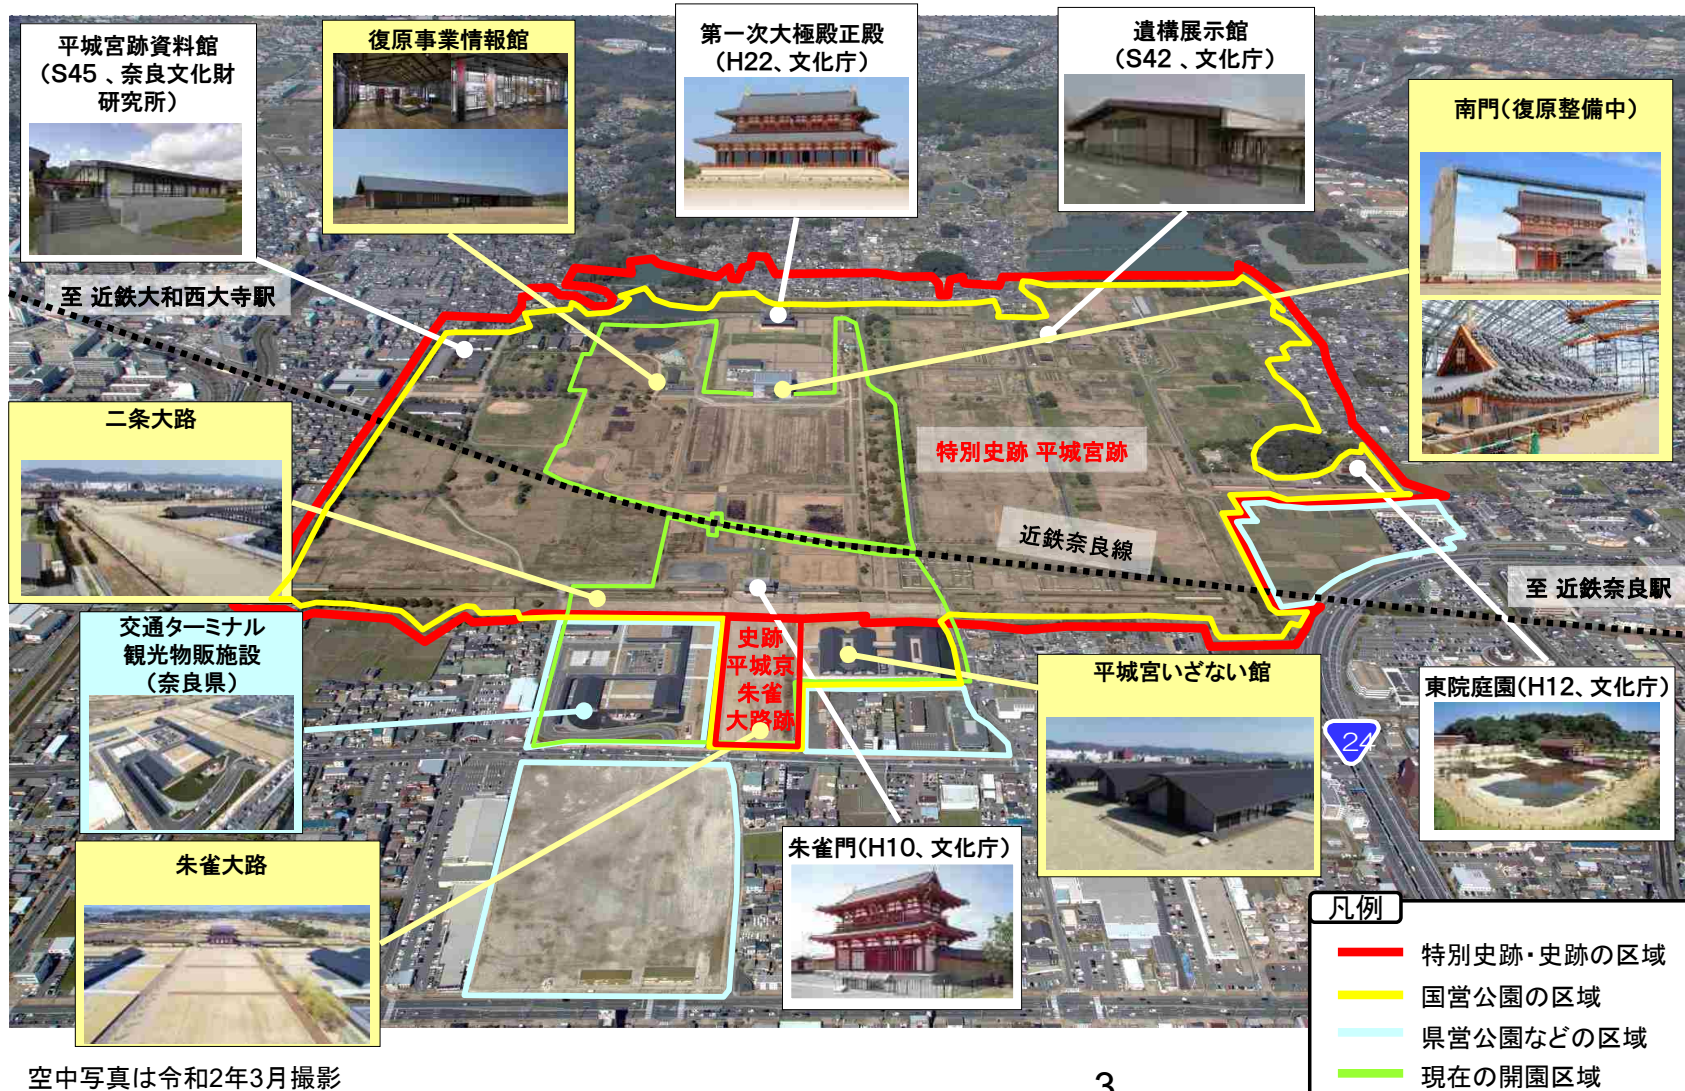 平城宮跡資料館
（S45 、奈良文化財
研究所）
復原事業情報館
第一次大極殿正殿
（H22、文化庁）
遺構展示館
（S42 、文化庁）
南門（復原整備中）
至 近鉄大和西大寺駅
二条大路
特別史跡 平城宮跡
近鉄奈良線
至 近鉄奈良駅
交通ターミナル
観光物販施設
（奈良県）
史跡
平城京
朱雀
大路跡
平城宮いざない館
東院庭園（H12、文化庁）
24
朱雀門（H10、文化庁）
朱雀大路
凡例
特別史跡・史跡の区域
国営公園の区域
県営公園などの区域
現在の開園区域
空中写真は令和2年3月撮影
3